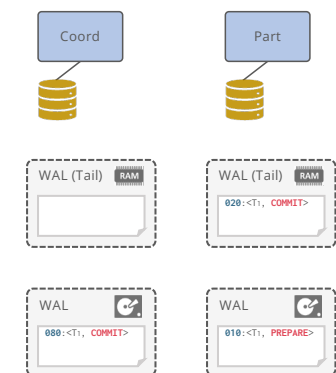 Coord
Part
WAL (Tail) RAM
WAL (Tail) RAM
020:<T1, COMMIT>
WAL
WAL
080:<T1, COMMIT>
010:<T1, PREPARE>